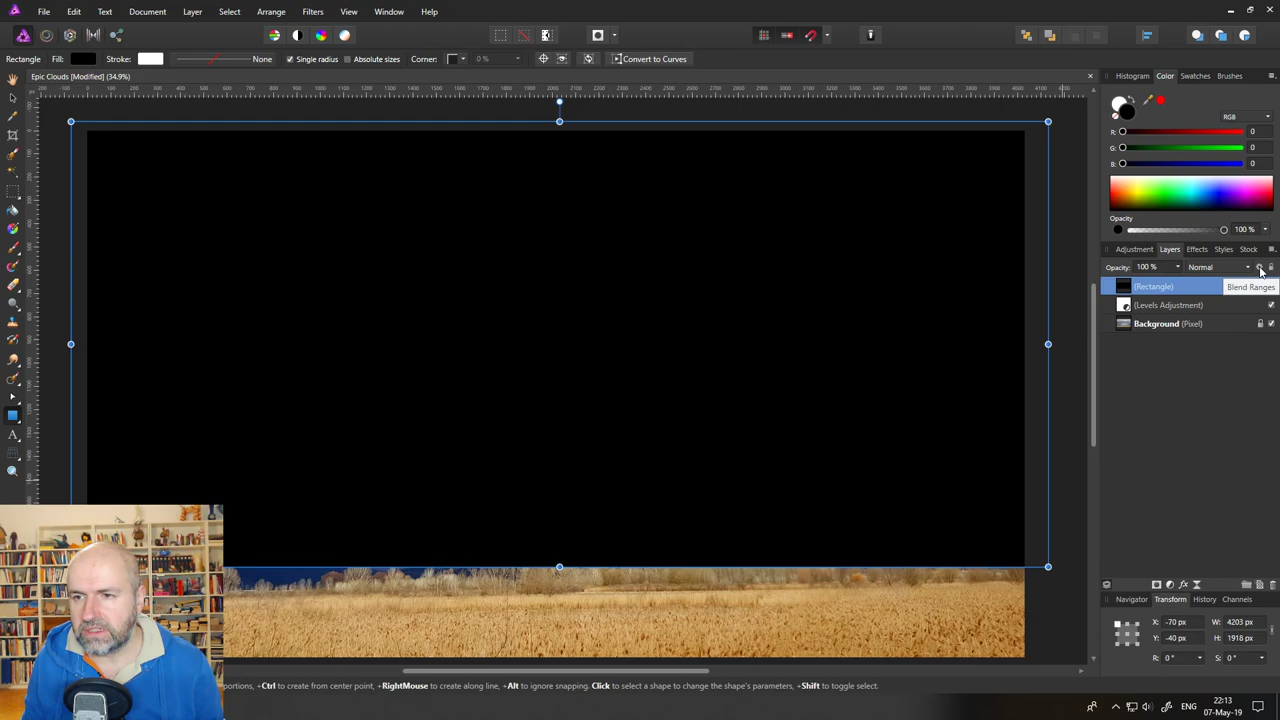 File Edit Text Document Layer Select Arrange Filters View Window Help
Rectangle Fill: Stroke: None Single radius Absolute sizes Corner: 0 % Convert to Curves
Epic Clouds [Modified] (34.9%)
Histogram Color Swatches Brushes
RGB
R: 0
G: 0
B: 0
Opacity
100 %
Adjustment Layers Effects Styles Stock
Opacity: 100 % Normal
(Rectangle)
Blend Ranges
(Levels Adjustment)
Background (Pixel)
Navigator Transform History Channels
X: -70 px W: 4203 px
Y: -40 px H: 1918 px
R: 0 ° S: 0 °
portions, +Ctrl to create from center point, +RightMouse to create along line, +Alt to ignore snapping. Click to select a shape to change the shape's parameters, +Shift to toggle select.
ENG
22:13
07-May-19